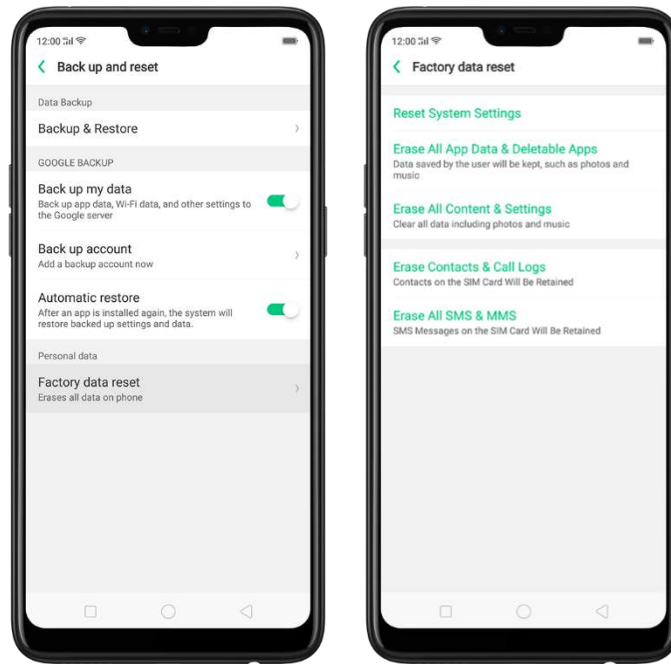 12:00
Back up and reset
Data Backup
Backup & Restore
GOOGLE BACKUP
Back up my data
Back up app data, Wi-Fi data, and other settings to
the Google server
Back up account
Add a backup account now
Automatic restore
After an app is installed again, the system will
restore backed up settings and data.
Personal data
Factory data reset
Erases all data on phone
12:00
Factory data reset
Reset System Settings
Erase All App Data & Deletable Apps
Data saved by the user will be kept, such as photos and
music
Erase All Content & Settings
Clear all data including photos and music
Erase Contacts & Call Logs
Contacts on the SIM Card Will Be Retained
Erase All SMS & MMS
SMS Messages on the SIM Card Will Be Retained